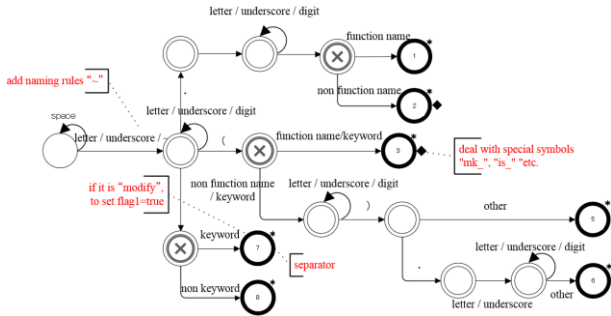 letter / underscore / digit
function name
*
1
add naming rules "~"
.
(
non function name
*
2
letter / underscore / digit
space
letter / underscore / ~
(
function name/keyword
*
3
deal with special symbols
"mk_", "is_" "etc.
if it is "modify",
to set flag1=true
non function name
/ keyword
letter / underscore / digit
)
other
*
5
keyword
*
7
separator
letter / underscore / digit
.
non keyword
*
8
letter / underscore
other
*
6